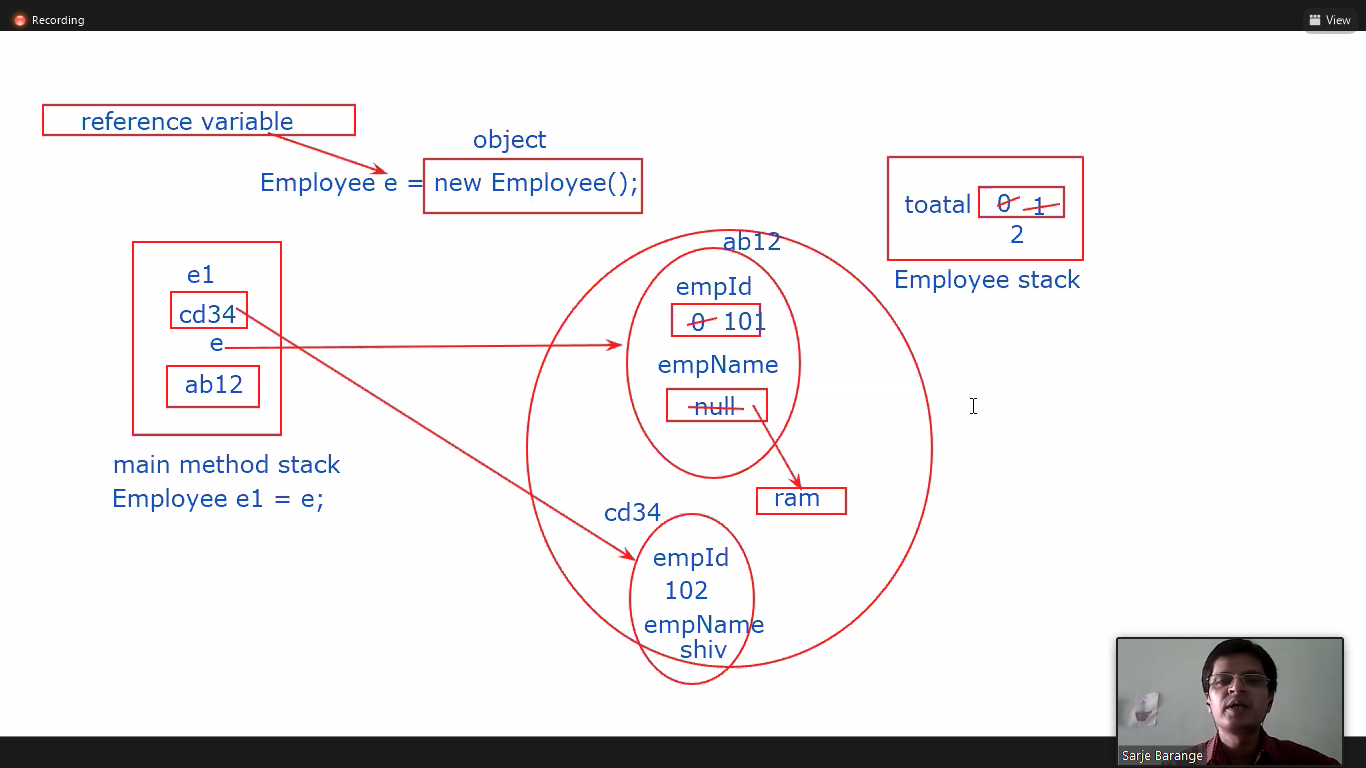 Recording
View
reference variable
object
Employee e = new Employee();
toatal 0 1
2
Employee stack
e1
cd34
e
ab12
main method stack
Employee e1 = e;
ab12
empId
0 101
empName
null
ram
cd34
empId
102
empName
shiv
Sarje Barange